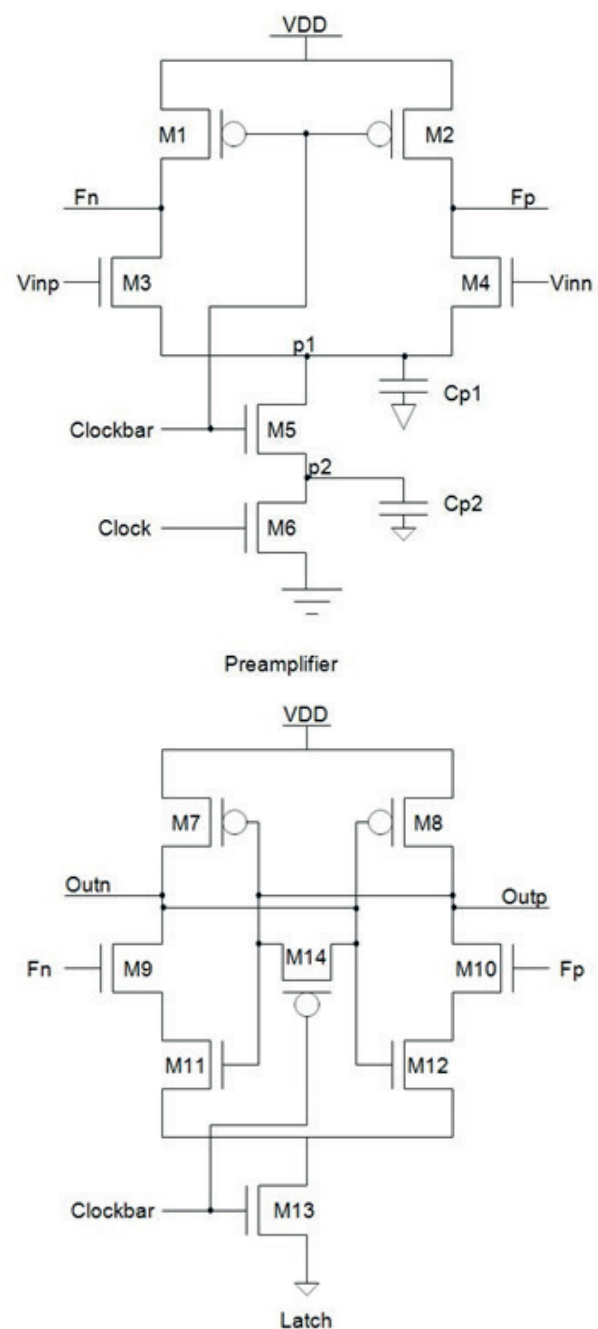 VDD
M1
M2
Fn
Fp
Vinp
M3
M4
Vinn
p1
Cp1
Clockbar
M5
p2
Cp2
Clock
M6
Preamplifier
VDD
M7
M8
Outn
Outp
M14
Fn
M9
M10
Fp
M11
M12
Clockbar
M13
Latch